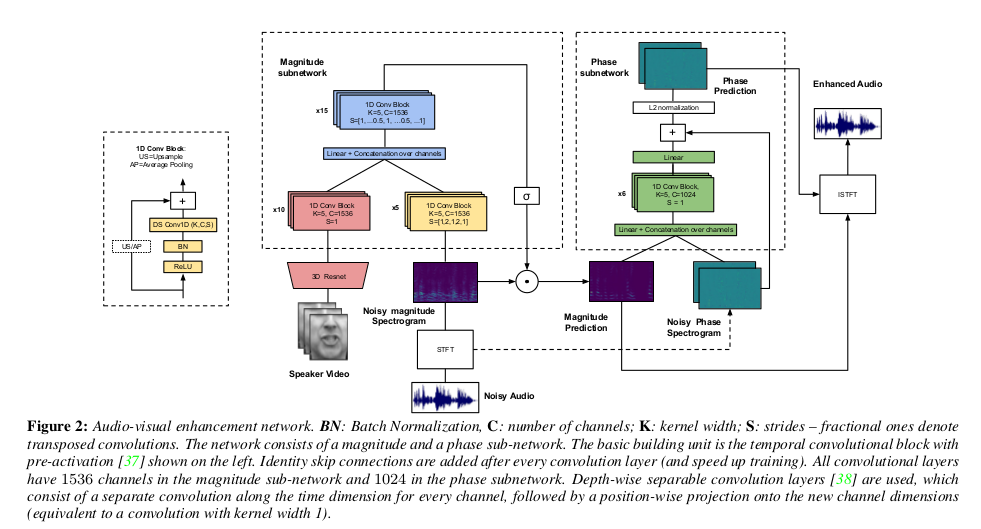 1D Conv Block:
US=Upsample
AP=Average Pooling
+
DS Conv1D (K,C,S)
US/AP
BN
ReLU
Magnitude
subnetwork
x15
1D Conv Block
K=5, C=1536
S=[1, ...0.5, 1, ...0.5, ...1]
Linear + Concatenation over channels
x10
1D Conv Block
K=5, C=1536
S=1
x5
1D Conv Block
K=5, C=1536
S=[1,2,1,2,1]
σ
3D Resnet
Noisy magnitude
Spectrogram
Speaker Video
STFT
Noisy Audio
Phase
subnetwork
Phase
Prediction
L2 normalization
+
Linear
x6
1D Conv Block,
K=5, C=1024
S = 1
Linear + Concatenation over channels
Magnitude
Prediction
Noisy Phase
Spectrogram
Enhanced Audio
ISTFT
Figure 2: Audio-visual enhancement network. BN: Batch Normalization, C: number of channels; K: kernel width; S: strides – fractional ones denote
transposed convolutions. The network consists of a magnitude and a phase sub-network. The basic building unit is the temporal convolutional block with
pre-activation [37] shown on the left. Identity skip connections are added after every convolution layer (and speed up training). All convolutional layers
have 1536 channels in the magnitude sub-network and 1024 in the phase subnetwork. Depth-wise separable convolution layers [38] are used, which
consist of a separate convolution along the time dimension for every channel, followed by a position-wise projection onto the new channel dimensions
(equivalent to a convolution with kernel width 1).